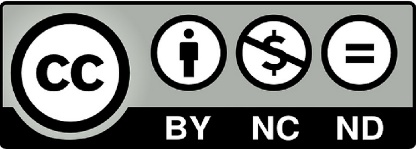 cc $ =
BY NC ND